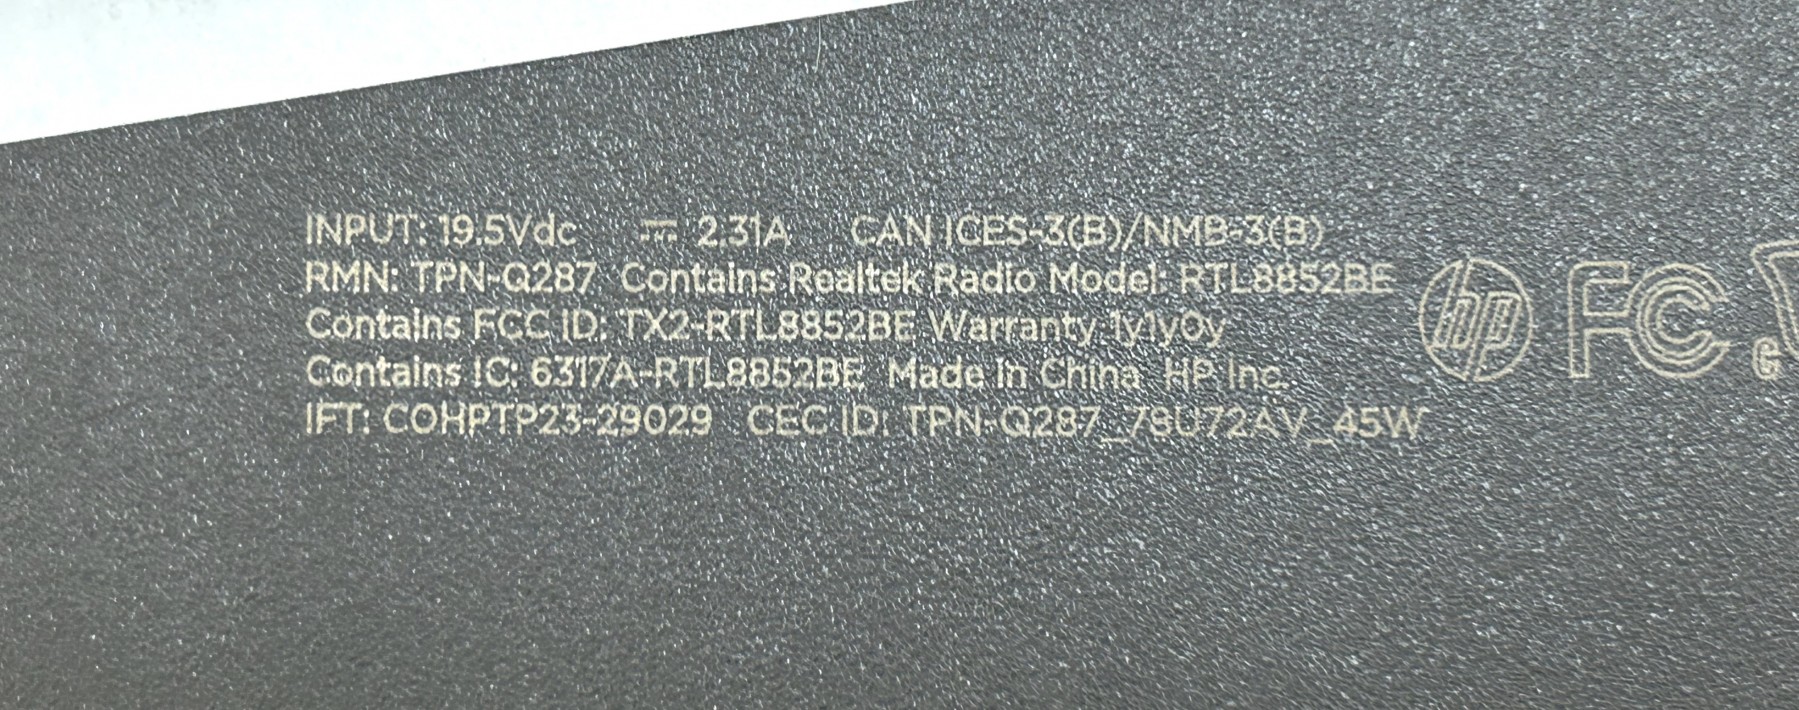 INPUT: 19.5Vdc ⎓ 2.31A CAN ICES-3(B)/NMB-3(B)
RMN: TPN-Q287 Contains Realtek Radio Model: RTL8852BE
Contains FCC ID: TX2-RTL8852BE Warranty 1y1y0y
Contains IC: 6317A-RTL8852BE Made in China HP Inc.
IFT: COHPTP23-29029 CEC ID: TPN-Q287_78U72AV_45W
hp FC
G